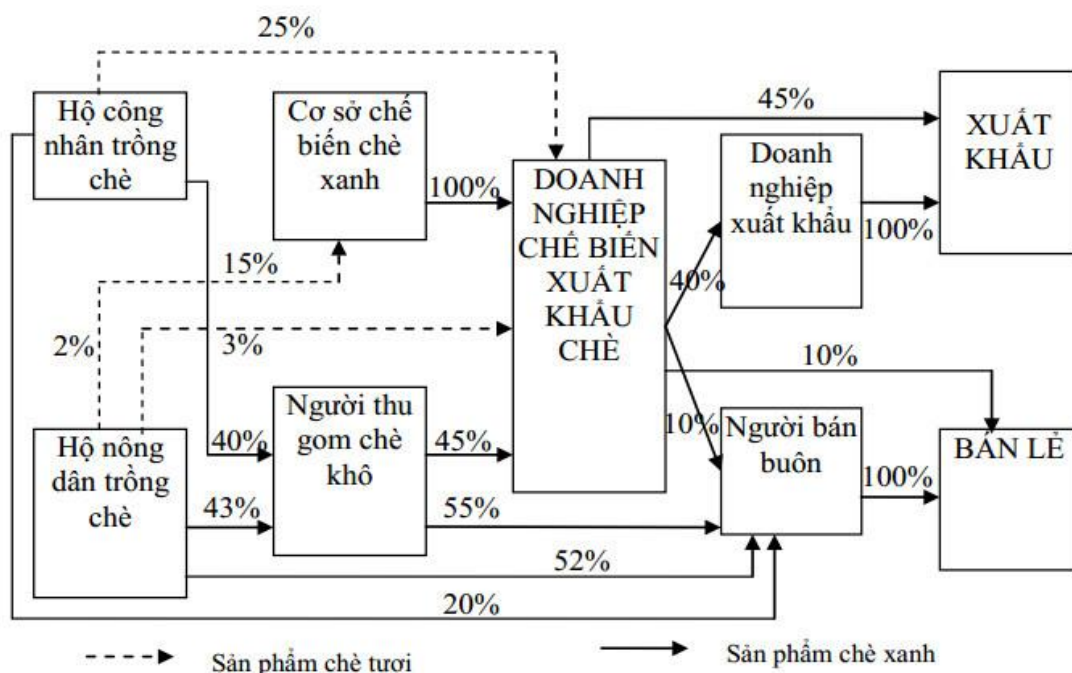 25%
Hộ công
nhân trồng
chè
Cơ sở chế
biến chè
xanh
100%
DOANH
NGHIỆP
CHẾ BIẾN
XUẤT
KHẨU
CHÈ
45%
XUẤT
KHẨU
Doanh
nghiệp
xuất khẩu
100%
15%
2%
3%
40%
10%
10%
Hộ nông
dân trồng
chè
40%
43%
Người thu
gom chè
khô
45%
55%
Người bán
buôn
100%
BÁN LẺ
52%
20%
Sản phẩm chè tươi
Sản phẩm chè xanh